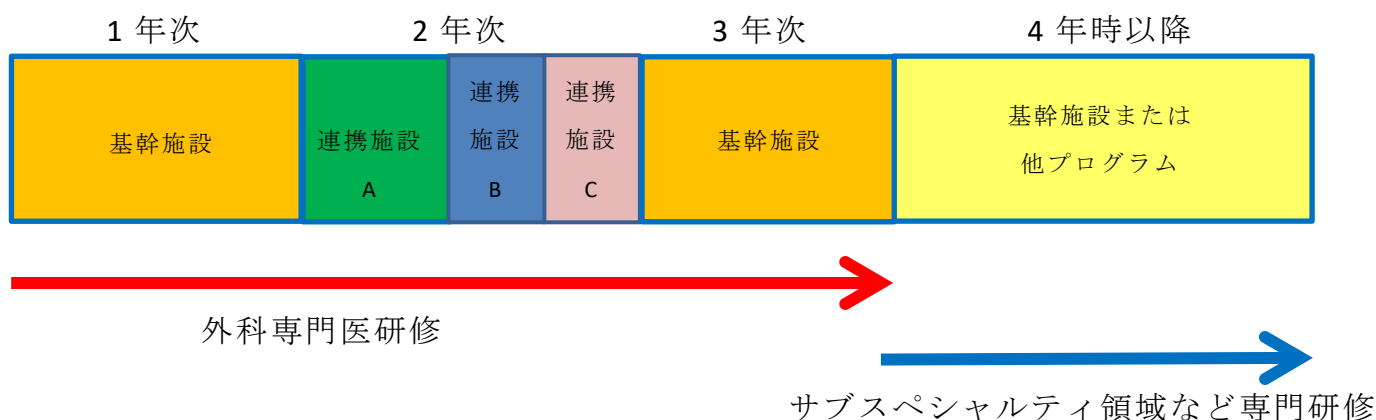 1 年次
2 年次
3 年次
4 年時以降
基幹施設
連携施設
A
連携
施設
B
連携
施設
C
基幹施設
基幹施設または
他プログラム
外科専門医研修
サブスペシャルティ領域など専門研修